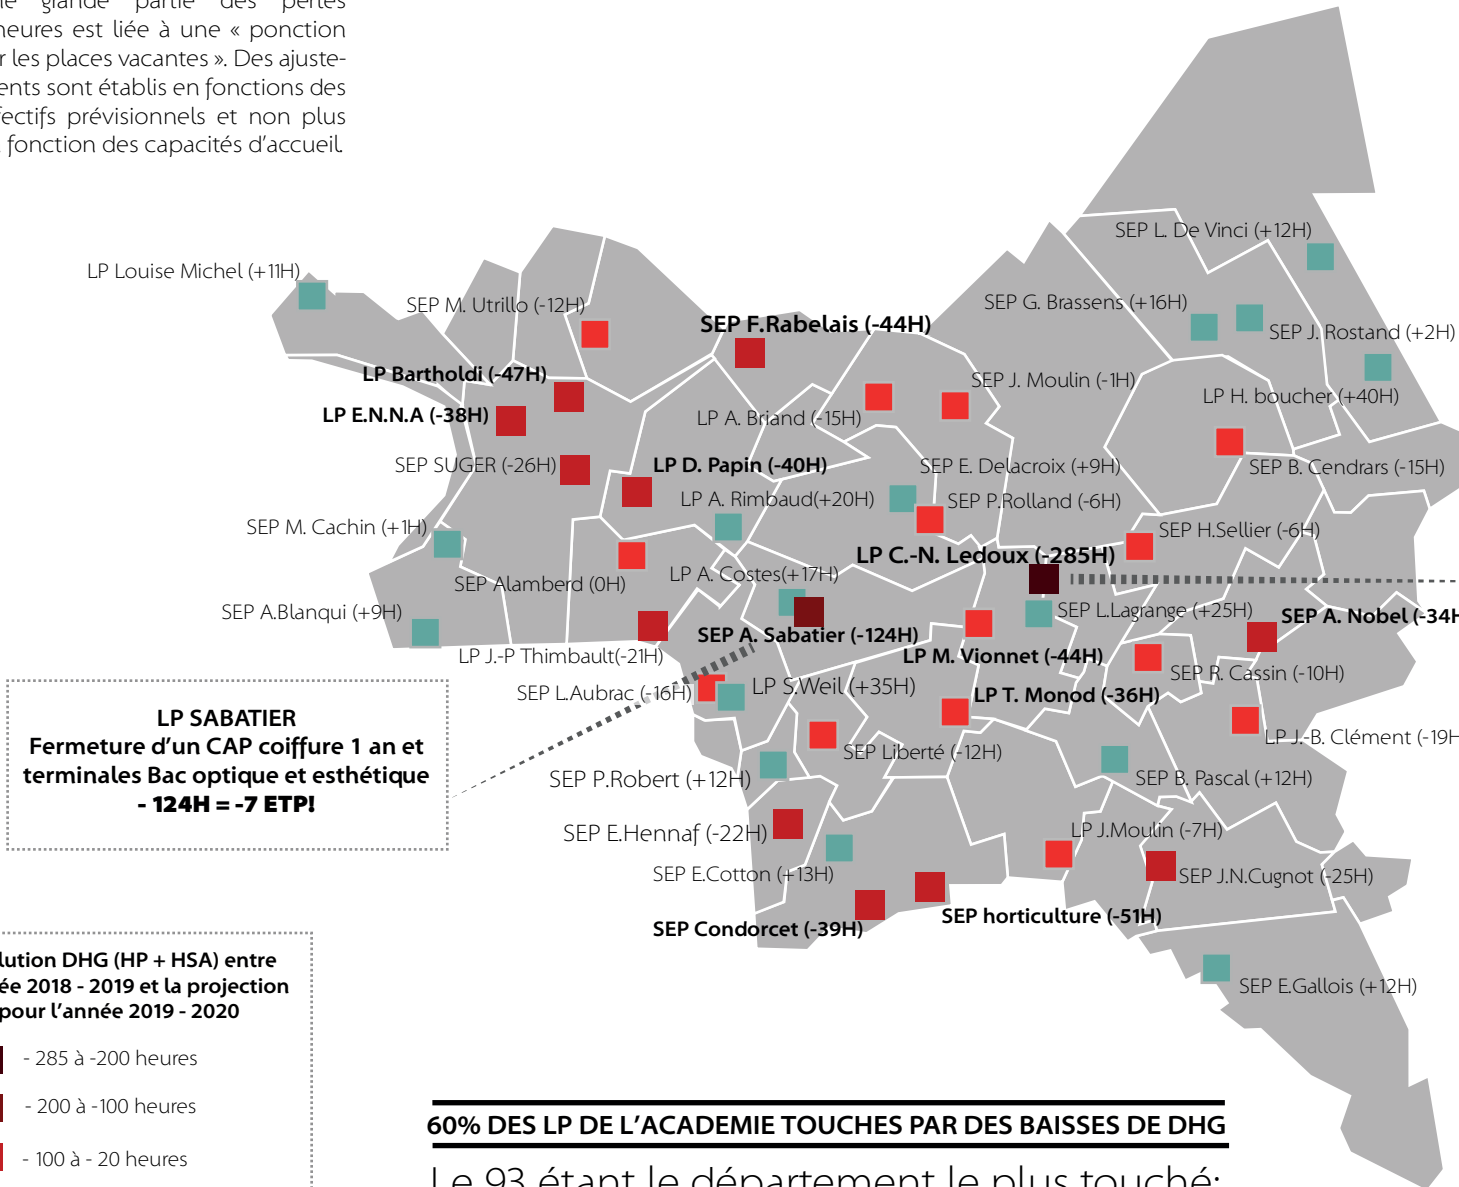 grande partie des pertes
heures est liée à une « ponction
les places vacantes ». Des ajuste-
sont établis en fonctions des
prévisionnels et non plus
fonction des capacités d’accueil.
SEP L. De Vinci (+12H)
LP Louise Michel (+11H)
SEP M. Utrillo (-12H)
SEP G. Brassens (+16H)
SEP F.Rabelais (-44H)
SEP J. Rostand (+2H)
LP Bartholdi (-47H)
SEP J. Moulin (-1H)
LP H. boucher (+40H)
LP E.N.N.A (-38H)
LP A. Briand (-15H)
SEP SUGER (-26H)
LP D. Papin (-40H)
SEP E. Delacroix (+9H)
SEP B. Cendrars (-15H)
LP A. Rimbaud(+20H)
SEP P.Rolland (-6H)
SEP M. Cachin (+1H)
SEP H.Sellier (-6H)
LP C.-N. Ledoux (-285H)
SEP Alamberd (0H)
LP A. Costes(+17H)
SEP A.Blanqui (+9H)
SEP L.Lagrange (+25H)
SEP A. Nobel (-34H
SEP A. Sabatier (-124H)
LP J.-P Thimbault(-21H)
LP M. Vionnet (-44H)
SEP R. Cassin (-10H)
SEP L.Aubrac (-16H)
LP S.Weil (+35H)
LP T. Monod (-36H)
LP J.-B. Clément (-19H
SEP Liberté (-12H)
SEP P.Robert (+12H)
SEP B. Pascal (+12H)
LP SABATIER
Fermeture d’un CAP coiffure 1 an et
terminales Bac optique et esthétique
- 124H = -7 ETP!
SEP E.Hennaf (-22H)
LP J.Moulin (-7H)
SEP E.Cotton (+13H)
SEP J.N.Cugnot (-25H)
SEP Condorcet (-39H)
SEP horticulture (-51H)
SEP E.Gallois (+12H)
DHG (HP + HSA) entre
2018 - 2019 et la projection
pour l’année 2019 - 2020
- 285 à -200 heures
- 200 à -100 heures
- 100 à - 20 heures
60% DES LP DE L’ACADEMIE TOUCHES PAR DES BAISSES DE DHG
Le 93 étant le département le plus touché: